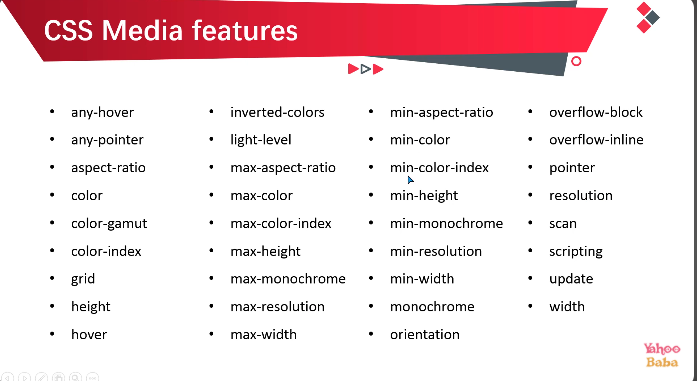 CSS Media features
• any-hover
• any-pointer
• aspect-ratio
• color
• color-gamut
• color-index
• grid
• height
• hover
• inverted-colors
• light-level
• max-aspect-ratio
• max-color
• max-color-index
• max-height
• max-monochrome
• max-resolution
• max-width
• min-aspect-ratio
• min-color
• min-color-index
• min-height
• min-monochrome
• min-resolution
• min-width
• monochrome
• orientation
• overflow-block
• overflow-inline
• pointer
• resolution
• scan
• scripting
• update
• width
Yahoo
Baba